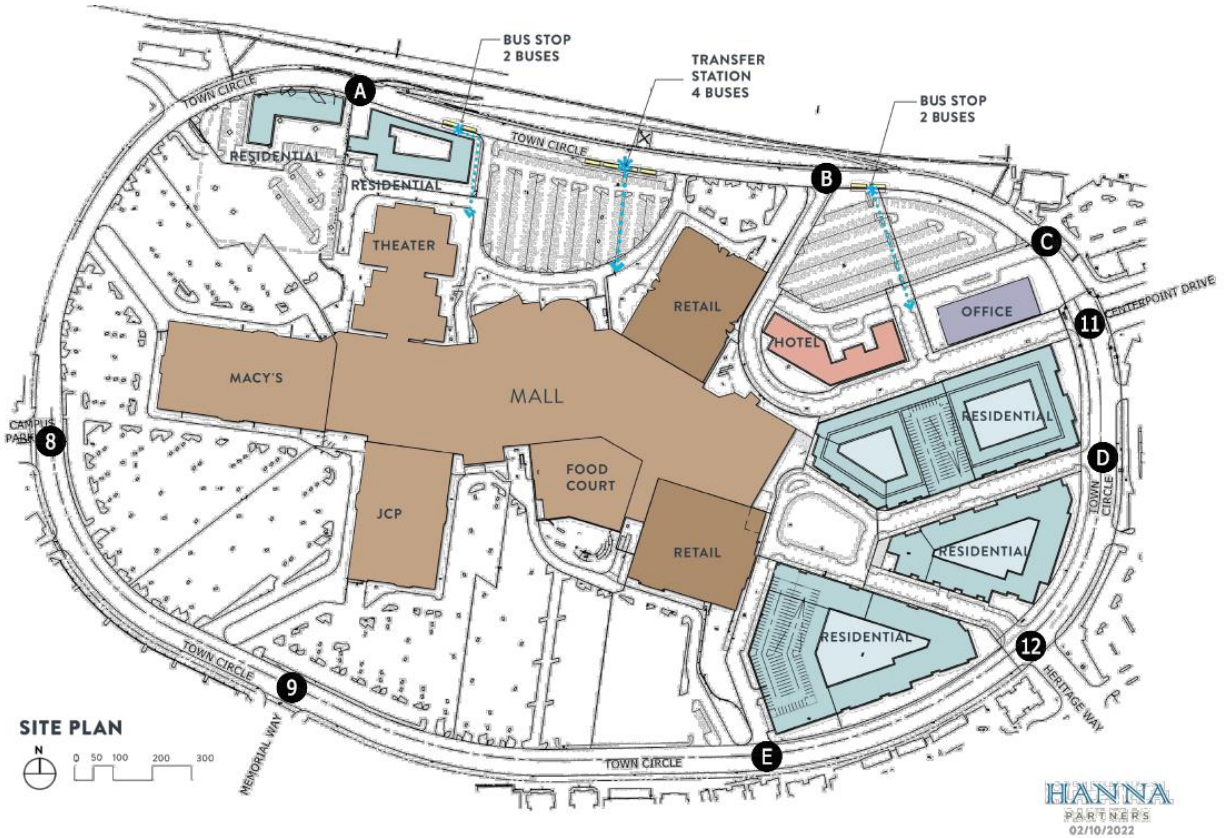 BUS STOP
2 BUSES
TRANSFER
STATION
4 BUSES
BUS STOP
2 BUSES
TOWN CIRCLE
A
TOWN CIRCLE
B
RESIDENTIAL
RESIDENTIAL
C
THEATER
RETAIL
OFFICE
CENTERPOINT DRIVE
11
HOTEL
MACY'S
MALL
RESIDENTIAL
CAMPUS
PARK
8
D
FOOD
COURT
TOWN
CIRCLE
JCP
RETAIL
RESIDENTIAL
RESIDENTIAL
12
TOWN CIRCLE
9
HERITAGE WAY
MEMORIAL WAY
E
TOWN CIRCLE
SITE PLAN
N
0 50 100 200 300
HANNA
PARTNERS
02/10/2022